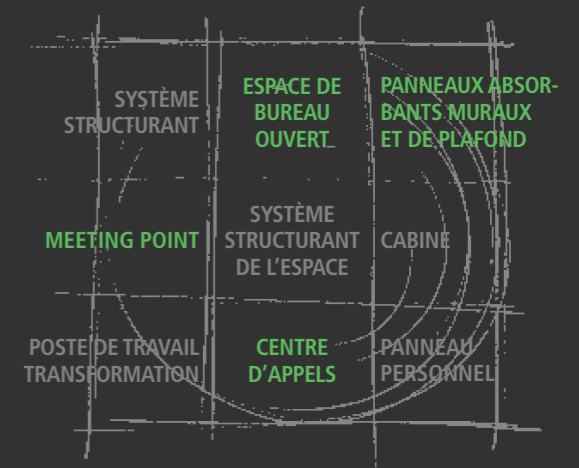 SYSTÈME
STRUCTURANT
ESPACE DE
BUREAU
OUVERT_
PANNEAUX ABSOR-
BANTS MURAUX
ET DE PLAFOND
MEETING POINT
SYSTÈME
STRUCTURANT
DE L’ESPACE
CABINE
POSTE DE TRAVAIL
TRANSFORMATION
CENTRE
D’APPELS
PANNEAU
PERSONNEL